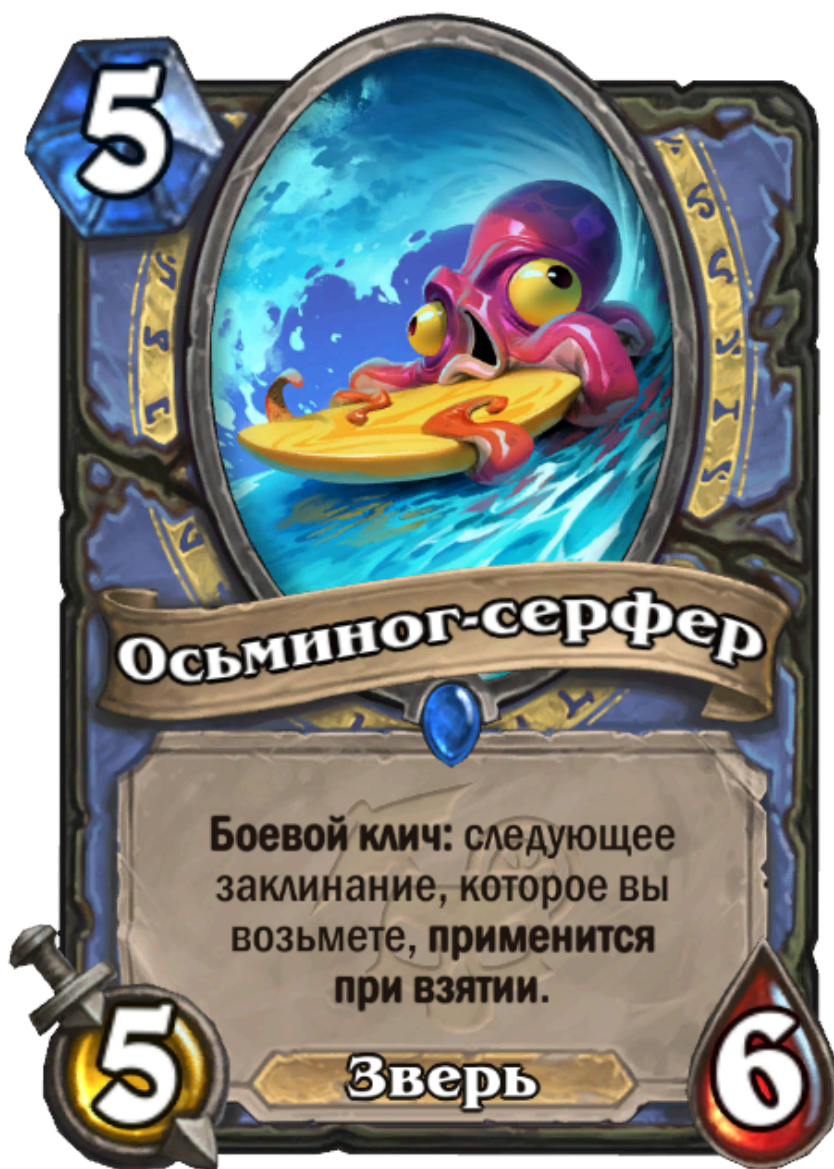 5
Осьминог-серфер
Боевой клич: следующее
заклинание, которое вы
возьмете, применится
при взятии.
5
Зверь
6